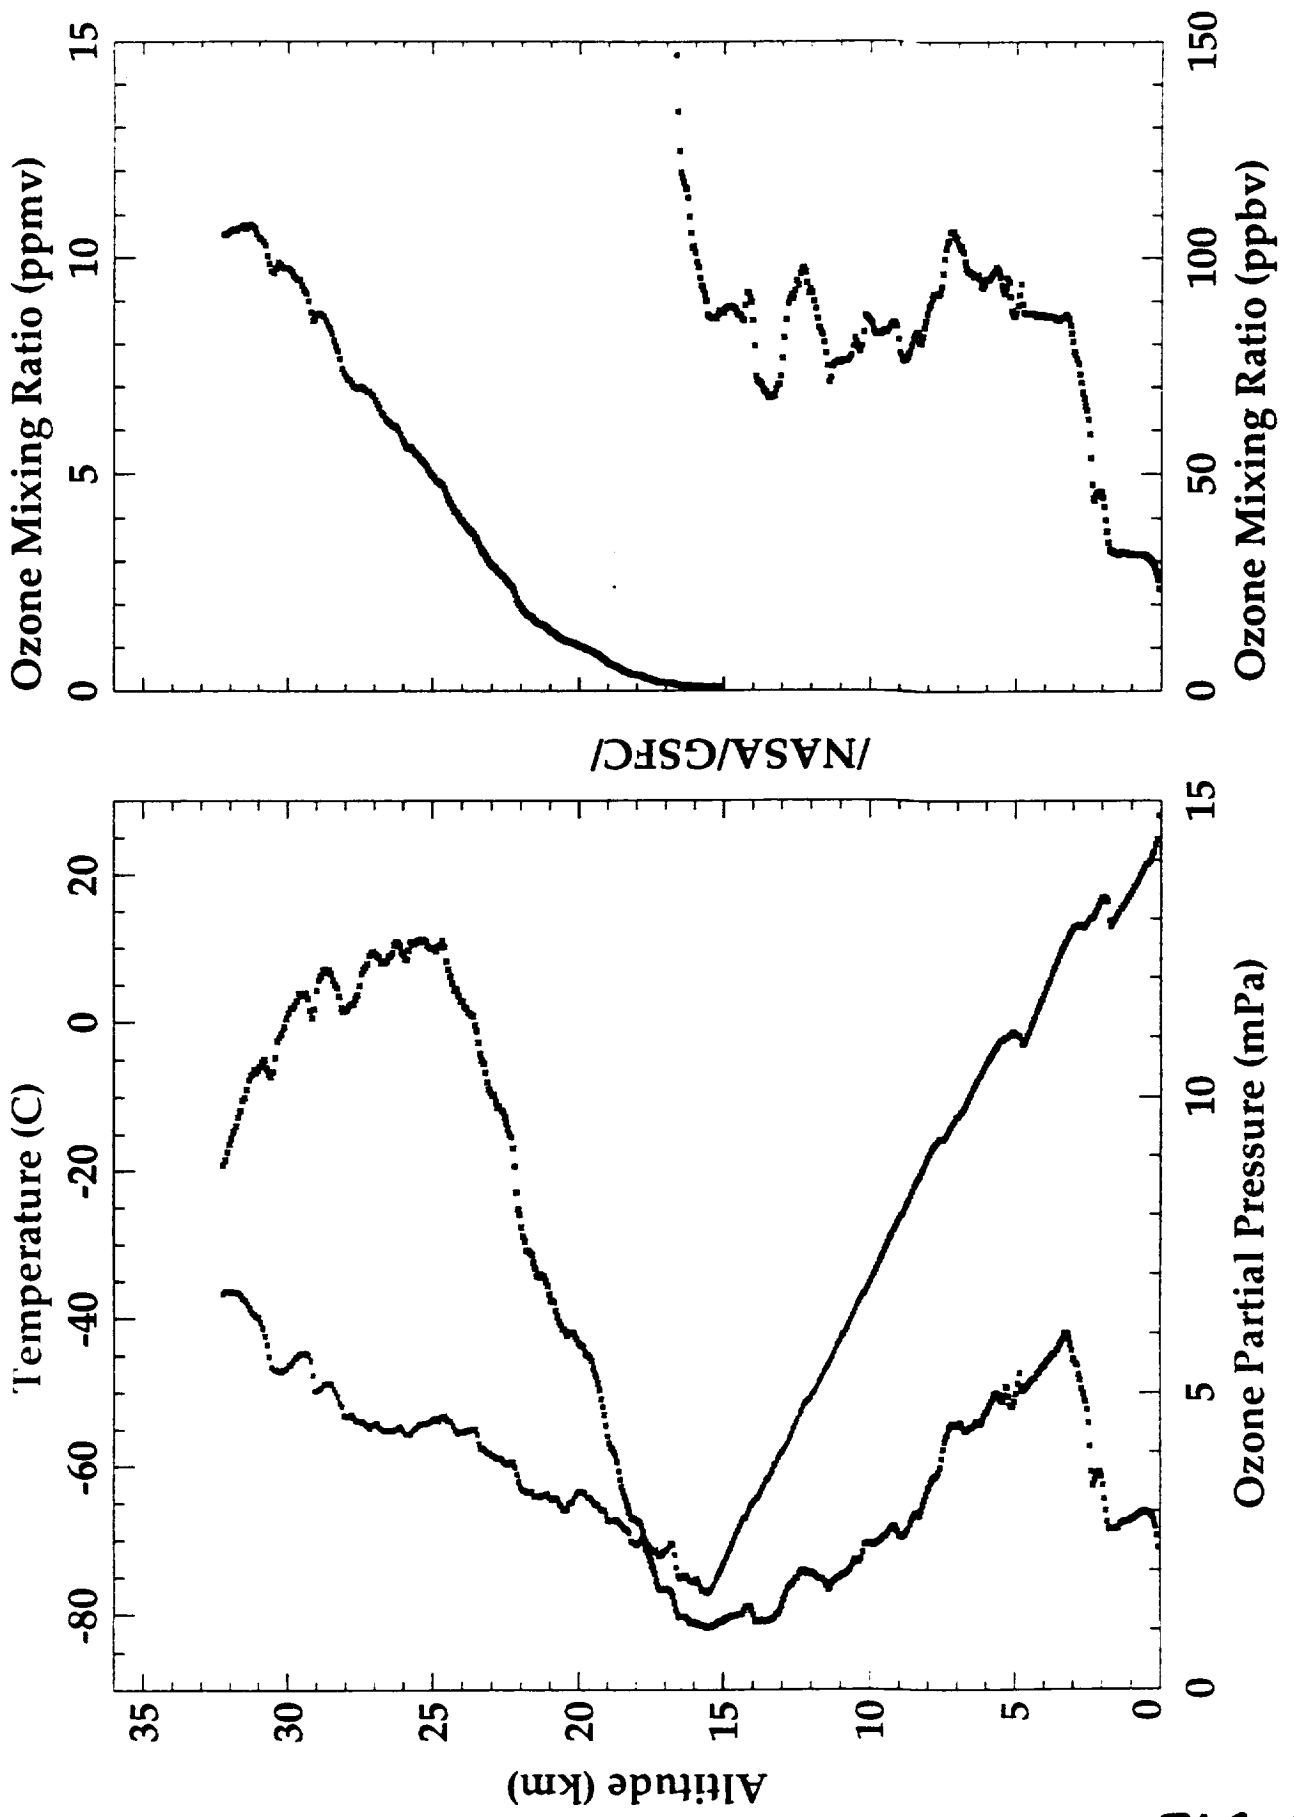 Temperature (C)
-80 -60 -40 -20 0 20
Altitude (km)
35
30
25
20
15
10
5
0
0 5 10 15
Ozone Partial Pressure (mPa)
/NASA/GSFC/
Ozone Mixing Ratio (ppmv)
0 5 10 15
0 50 100 150
Ozone Mixing Ratio (ppbv)